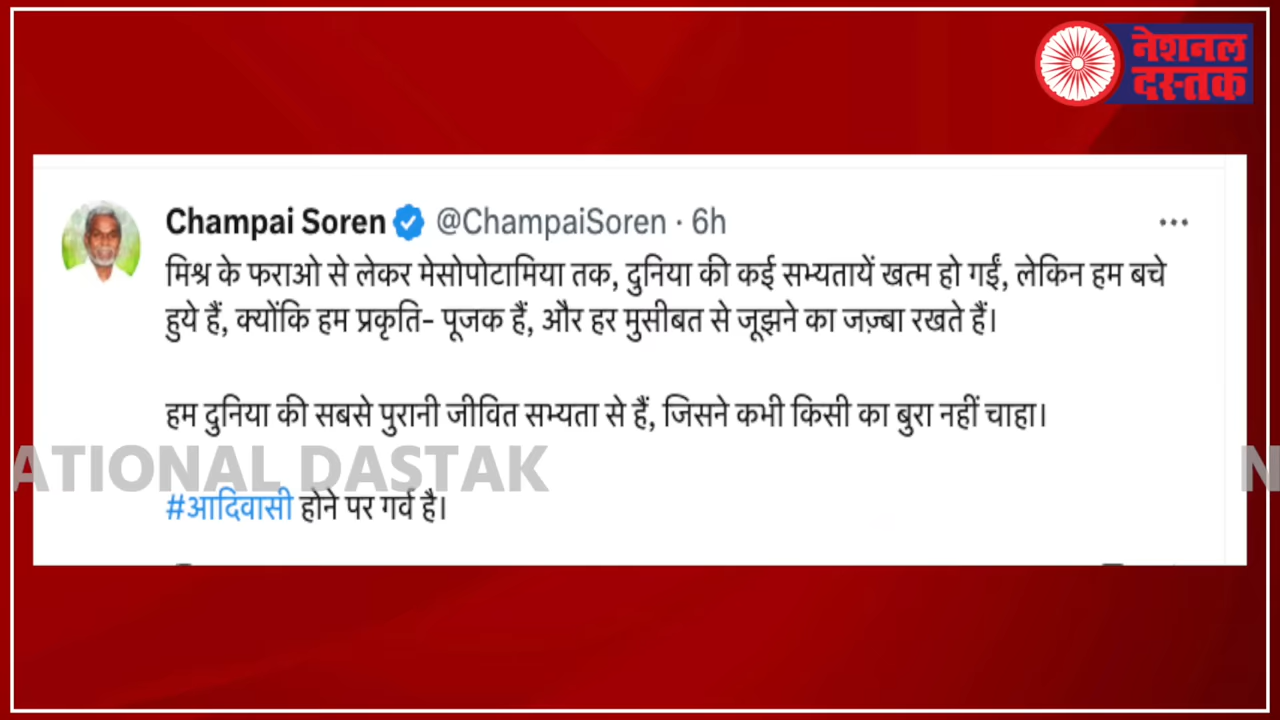 नेशनल
दस्तक
Champai Soren @ChampaiSoren · 6h
मिश्र के फराओ से लेकर मेसोपोटामिया तक, दुनिया की कई सभ्यतायें खत्म हो गईं, लेकिन हम बचे
हुये हैं, क्योंकि हम प्रकृति- पूजक हैं, और हर मुसीबत से जूझने का जज़्बा रखते हैं।
हम दुनिया की सबसे पुरानी जीवित सभ्यता से हैं, जिसने कभी किसी का बुरा नहीं चाहा।
ATIONAL DASTAK N
#आदिवासी होने पर गर्व है।